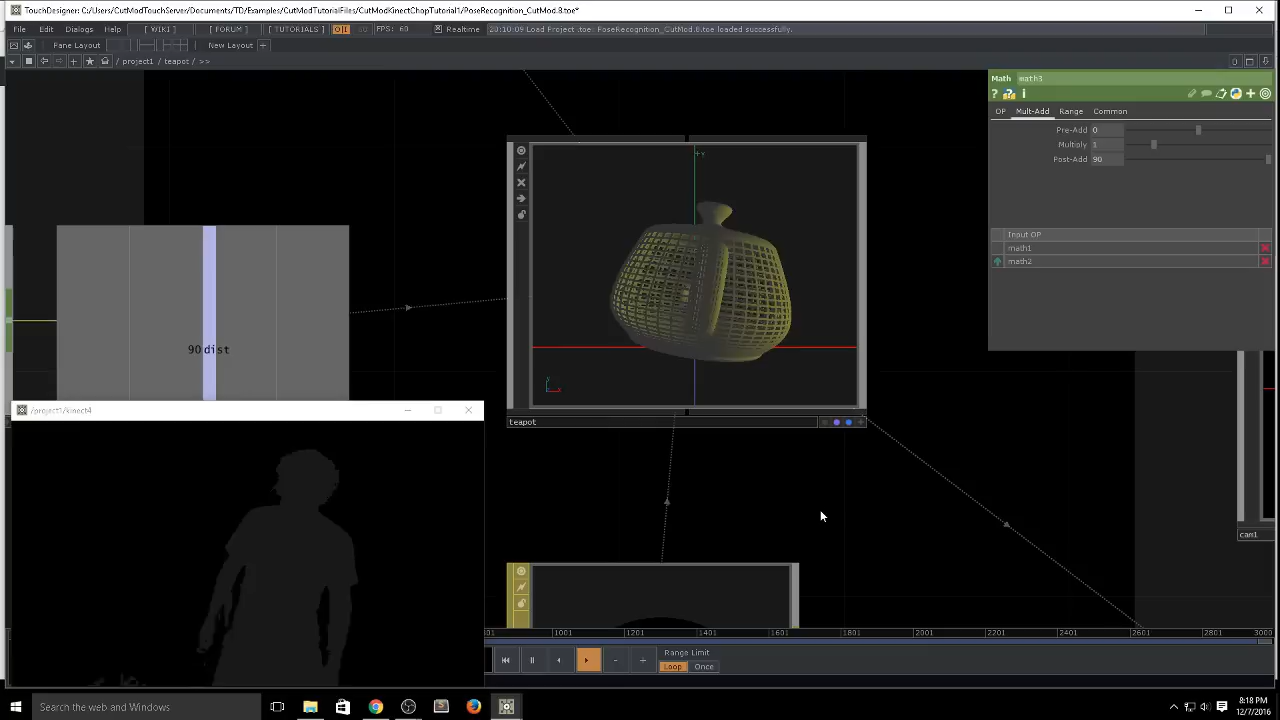 TouchDesigner: C:/Users/CutModTouchServer/Documents/TD/Examples/CutModTutorialFiles/CutModKinectChopTutorial1/PoseRecognition_CutMod.8.toe*
File Edit Dialogs Help [ WIKI ] [ FORUM ] [ TUTORIALS ] FPS: 60 Realtime 20:10:09 Load Project .toe: PoseRecognition_CutMod.8.toe loaded successfully.
Pane Layout New Layout +
/ project1 / teapot / >> 0
Math math3
? i
OP Mult-Add Range Common
Pre-Add 0
Multiply 1
Post-Add 90
Input OP
math1
math2
+y
90 dist
y
x
/project1/kinect4
teapot
cam1
1001 1201 1401 1601 1801 2001 2201 2401 2601 2801 3000
Range Limit
Loop Once
Search the web and Windows
8:18 PM
12/7/2016